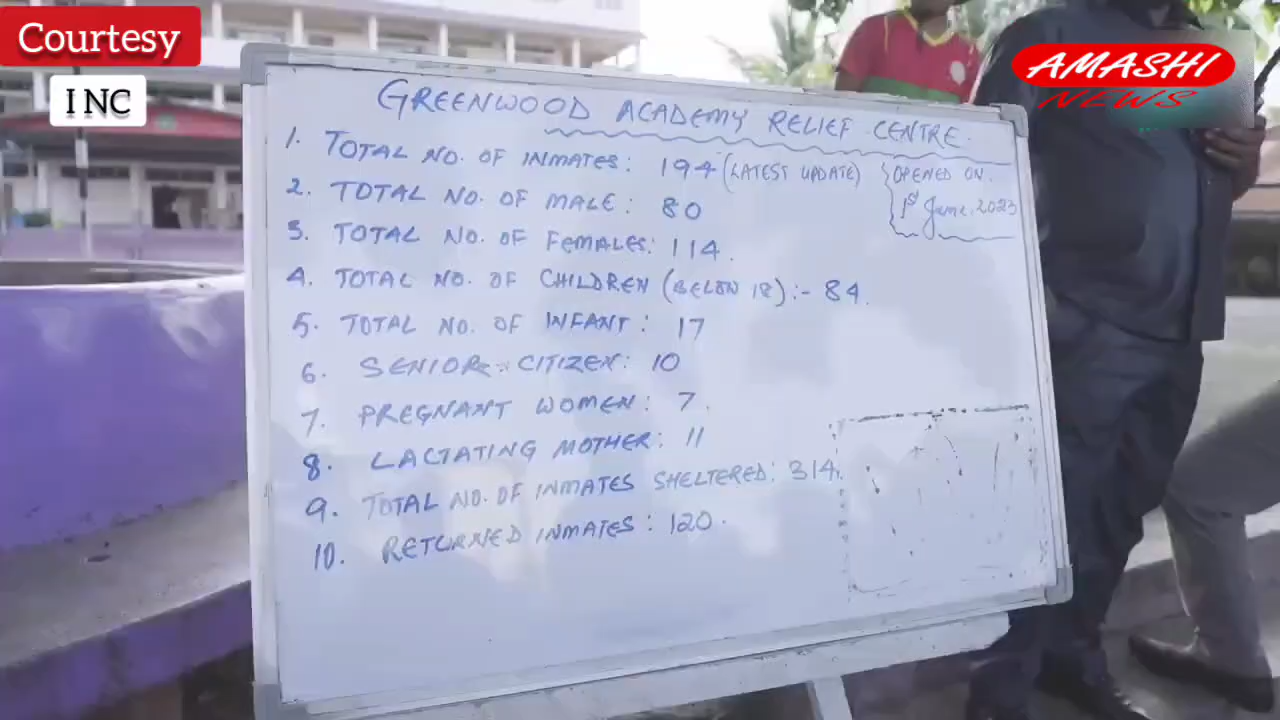 Courtesy
I NC
AMASHI
NEWS
GREENWOOD ACADEMY RELIEF CENTRE.
1. TOTAL NO. OF INMATES: 194 (LATEST UPDATE)
OPENED ON.
1st June, 2023
2. TOTAL NO. OF MALE: 80
3. TOTAL NO. OF FEMALES: 114.
4. TOTAL NO. OF CHILDREN (BELOW 18):- 84.
5. TOTAL NO. OF INFANT: 17
6. SENIOR CITIZEN: 10
7. PREGNANT WOMEN: 7.
8. LACTATING MOTHER: 11
9. TOTAL NO. OF INMATES SHELTERED: 314.
10. RETURNED INMATES: 120.